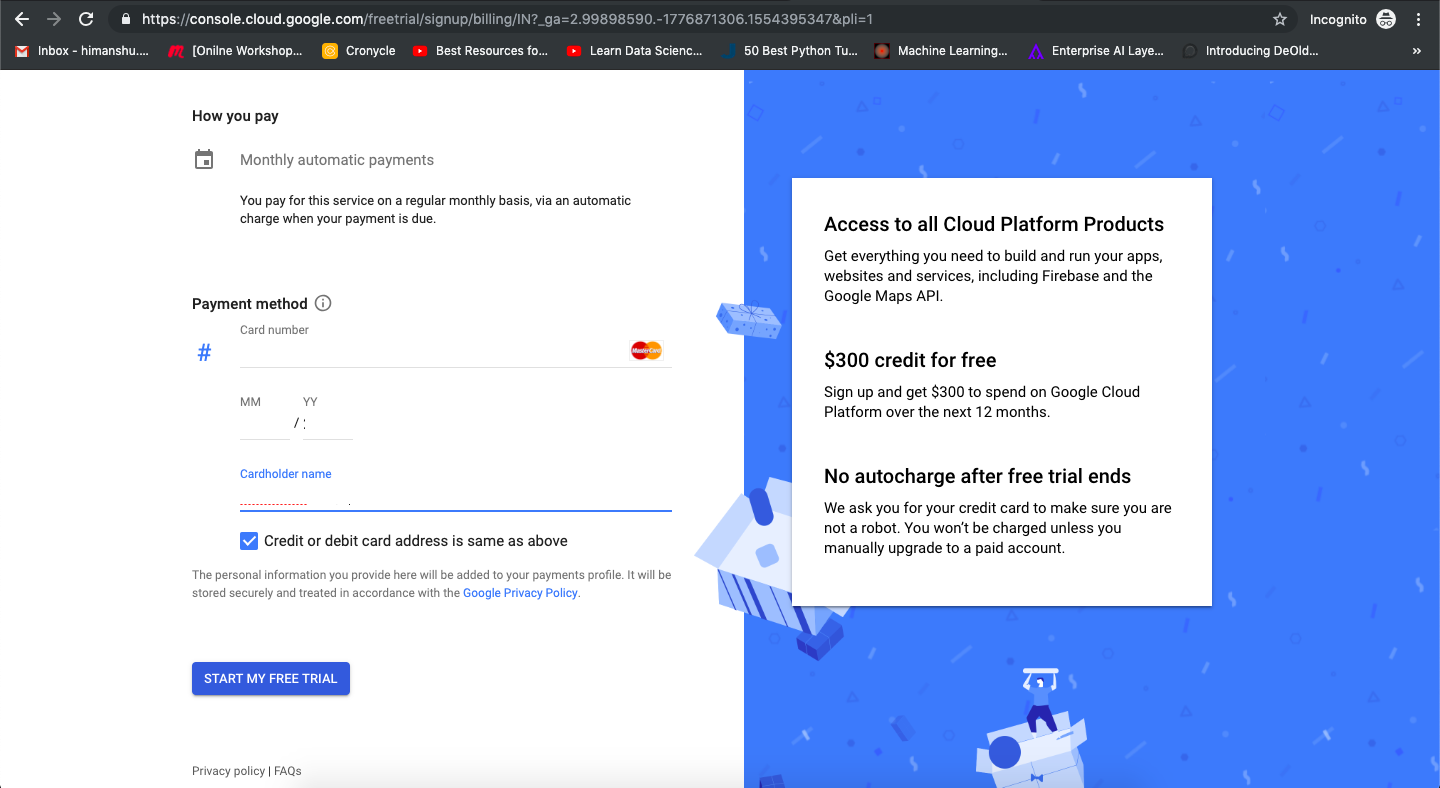 https://console.cloud.google.com/freetrial/signup/billing/IN?_ga=2.99898590.-1776871306.1554395347&pli=1
Incognito
Inbox - himanshu....
[Onilne Workshop...
Cronycle
Best Resources fo...
Learn Data Scienc...
50 Best Python Tu...
Machine Learning...
Enterprise AI Laye...
Introducing DeOld...
»
How you pay
Monthly automatic payments
You pay for this service on a regular monthly basis, via an automatic
charge when your payment is due.
Payment method
Card number
#
MasterCard
MM
YY
/
Cardholder name
Credit or debit card address is same as above
The personal information you provide here will be added to your payments profile. It will be
stored securely and treated in accordance with the Google Privacy Policy.
START MY FREE TRIAL
Privacy policy | FAQs
Access to all Cloud Platform Products
Get everything you need to build and run your apps,
websites and services, including Firebase and the
Google Maps API.
$300 credit for free
Sign up and get $300 to spend on Google Cloud
Platform over the next 12 months.
No autocharge after free trial ends
We ask you for your credit card to make sure you are
not a robot. You won’t be charged unless you
manually upgrade to a paid account.